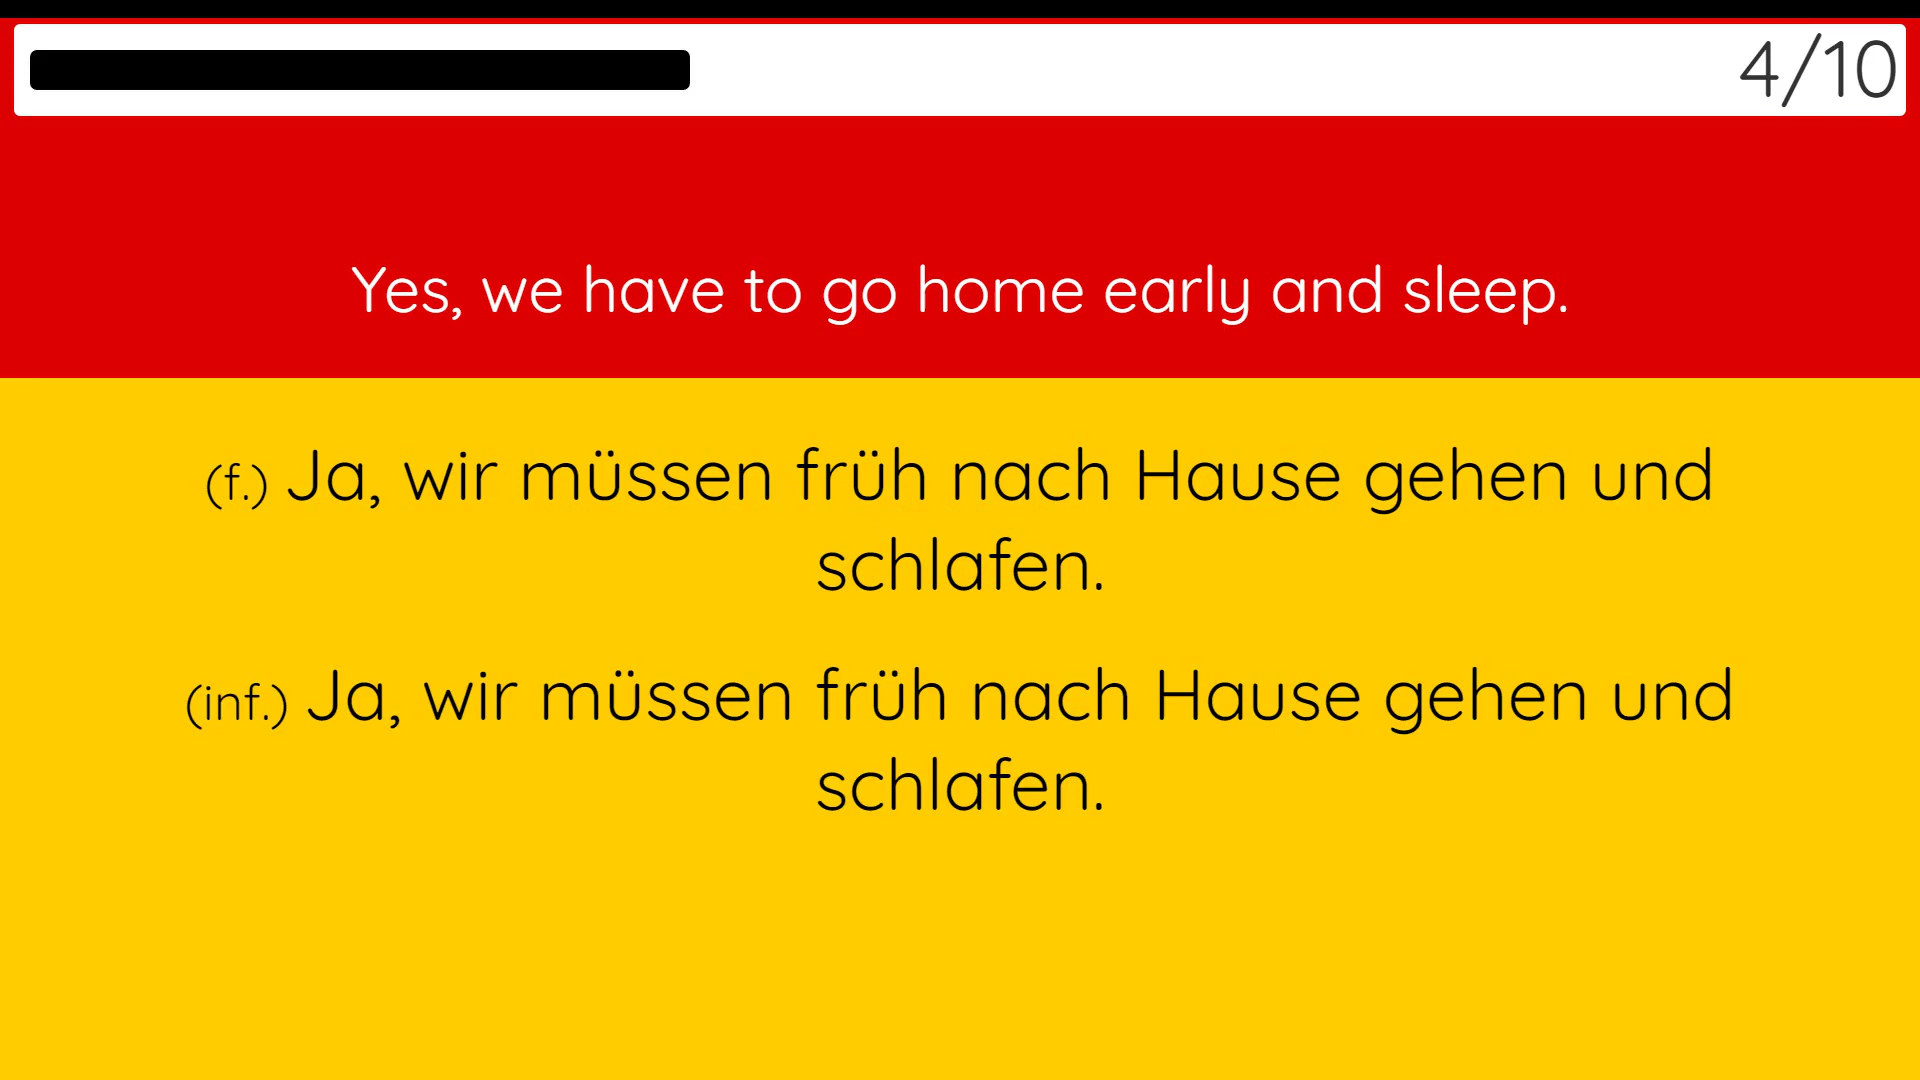 4/10
Yes, we have to go home early and sleep.
(f.) Ja, wir müssen früh nach Hause gehen und
schlafen.
(inf.) Ja, wir müssen früh nach Hause gehen und
schlafen.